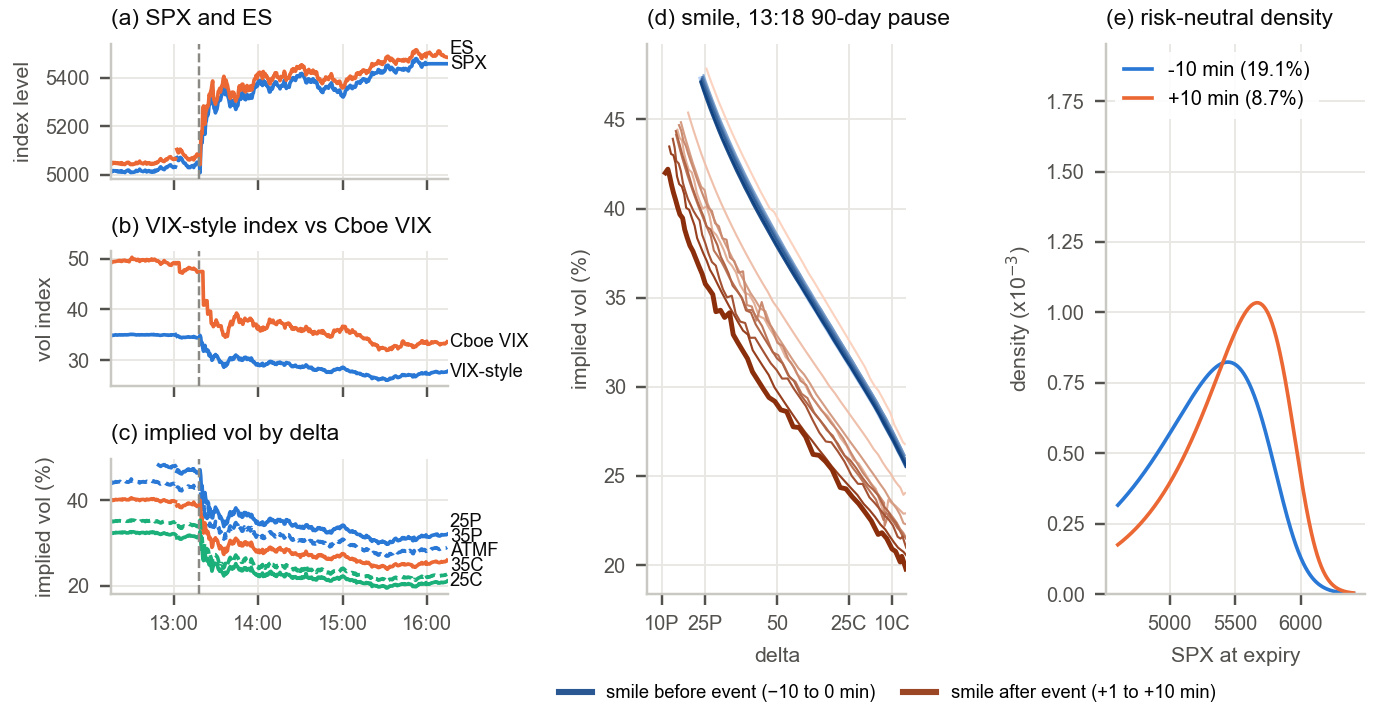 (a) SPX and ES
ES
SPX
5400
5200
5000
index level
(b) VIX-style index vs Cboe VIX
50
40
30
vol index
Cboe VIX
VIX-style
(c) implied vol by delta
40
20
implied vol (%)
25P
35P
ATMF
35C
25C
13:00 14:00 15:00 16:00
(d) smile, 13:18 90-day pause
45
40
35
30
25
20
implied vol (%)
10P 25P 50 25C 10C
delta
(e) risk-neutral density
-10 min (19.1%)
+10 min (8.7%)
1.75
1.50
1.25
1.00
0.75
0.50
0.25
0.00
density (x10⁻³)
5000 5500 6000
SPX at expiry
smile before event (−10 to 0 min) smile after event (+1 to +10 min)